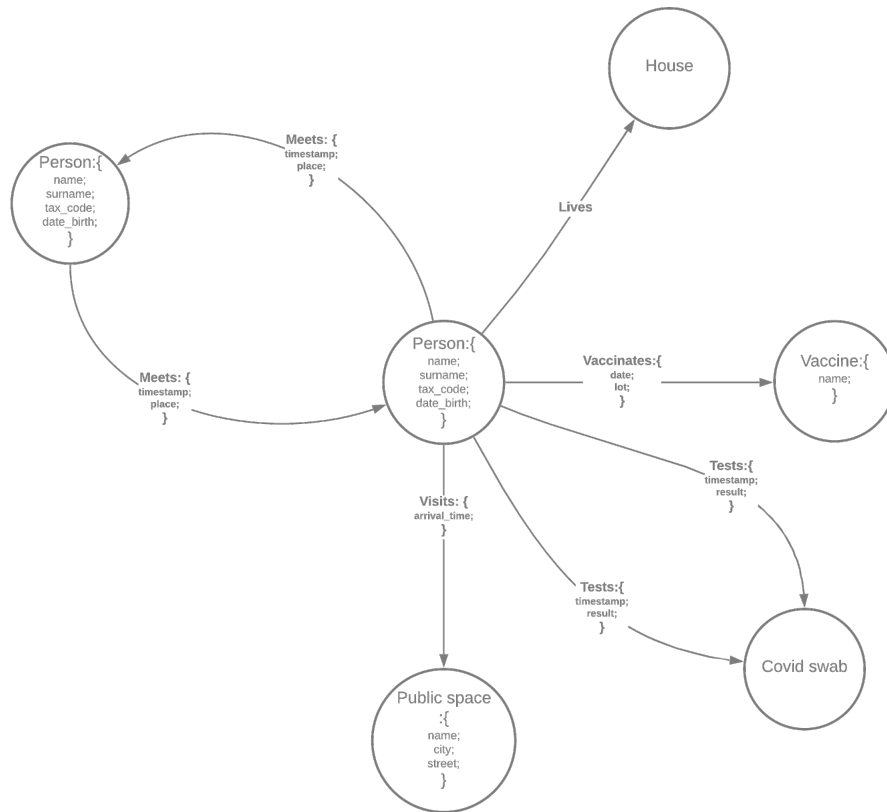 House
Meets: {
timestamp;
place;
}
Person:{
name;
surname;
tax_code;
date_birth;
}
Lives
Meets: {
timestamp;
place;
}
Person:{
name;
surname;
tax_code;
date_birth;
}
Vaccinates:{
date;
lot;
}
Vaccine:{
name;
}
Tests:{
timestamp;
result;
}
Visits: {
arrival_time;
}
Tests:{
timestamp;
result;
}
Covid swab
Public space
:{
name;
city;
street;
}